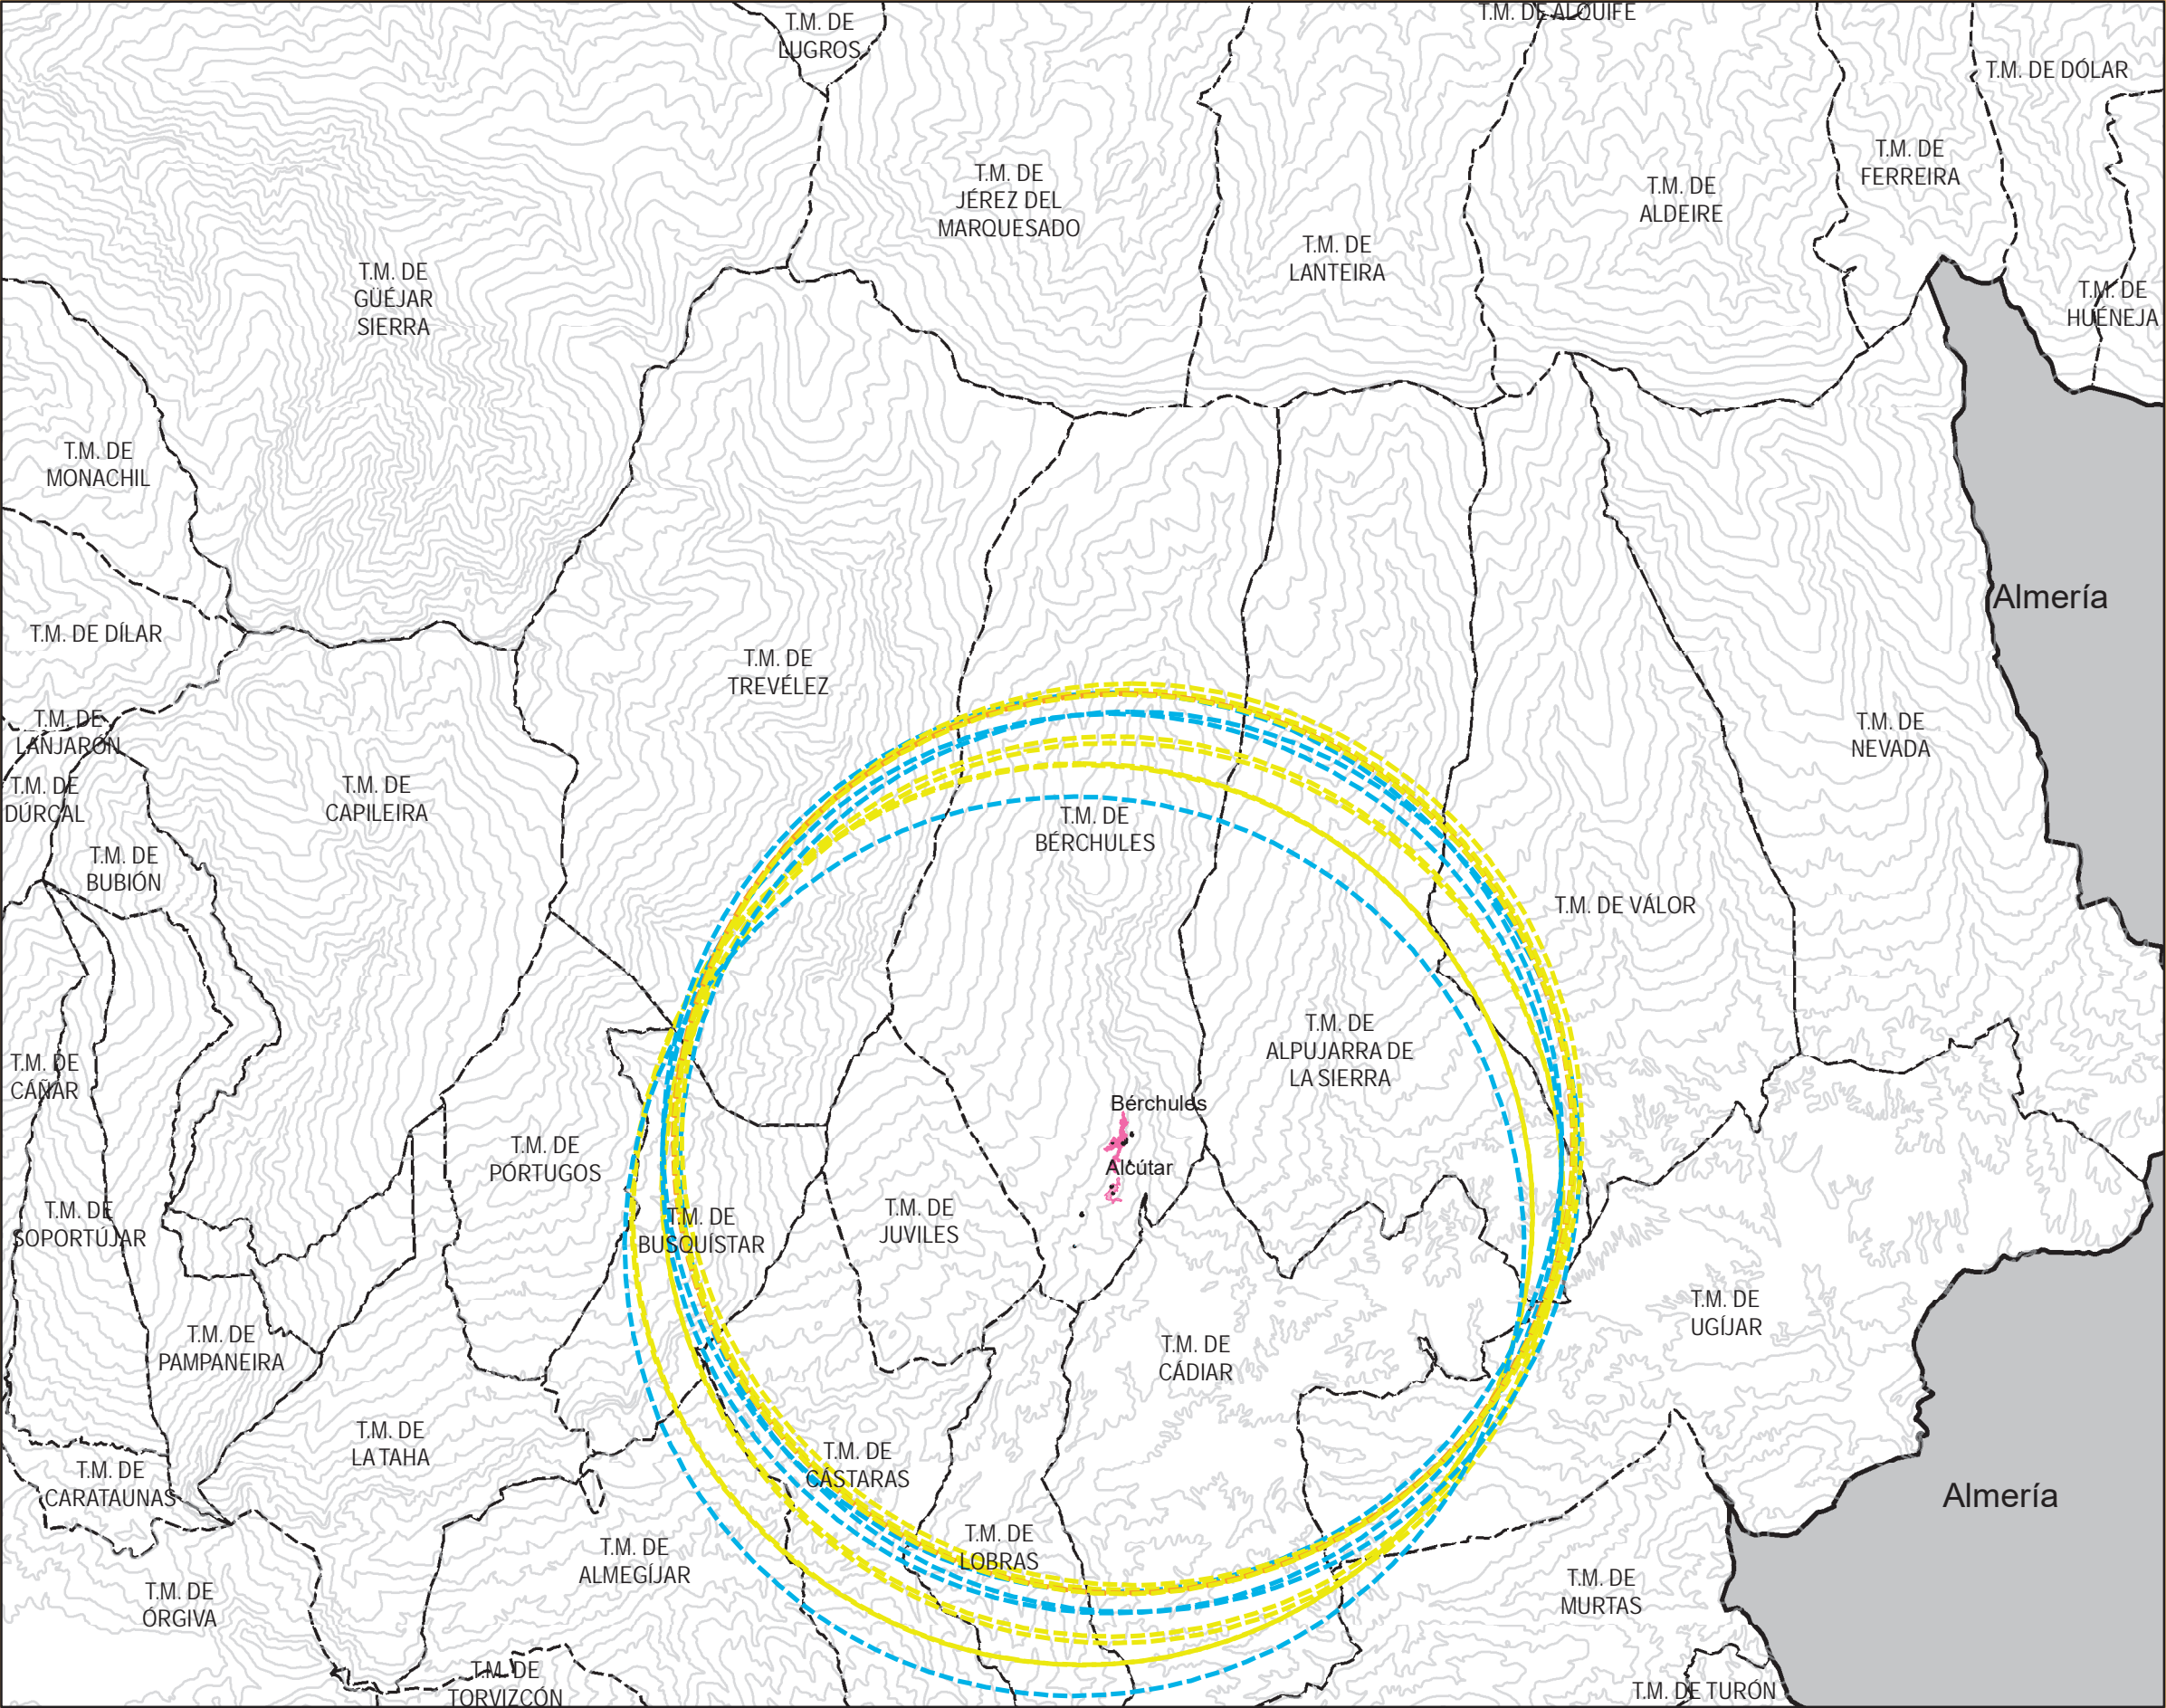 T.M. DE ALQUIFE
T.M. DE
LUGROS
T.M. DE DÓLAR
T.M. DE
FERREIRA
T.M. DE
JÉREZ DEL
MARQUESADO
T.M. DE
ALDEIRE
T.M. DE
LANTEIRA
T.M. DE
GÜÉJAR
SIERRA
T.M. DE
HUÉNEJA
T.M. DE
MONACHIL
Almería
T.M. DE DÍLAR
T.M. DE
TREVÉLEZ
T.M. DE
LANJARÓN
T.M. DE
NEVADA
T.M. DE
DÚRCAL
T.M. DE
CAPILEIRA
T.M. DE
BÉRCHULES
T.M. DE
BUBIÓN
T.M. DE VÁLOR
T.M. DE
ALPUJARRA DE
LA SIERRA
T.M. DE
CÁÑAR
Bérchules
T.M. DE
PÓRTUGOS
Alcútar
T.M. DE
SOPORTÚJAR
T.M. DE
BUSQUÍSTAR
T.M. DE
JUVILES
T.M. DE
UGÍJAR
T.M. DE
PAMPANEIRA
T.M. DE
CÁDIAR
T.M. DE
LA TAHA
T.M. DE
CÁSTARAS
T.M. DE
CARATAUNAS
Almería
T.M. DE
LOBRAS
T.M. DE
ALMEGÍJAR
T.M. DE
ÓRGIVA
T.M. DE
MURTAS
T.M. DE
TORVIZCÓN
T.M. DE TURÓN